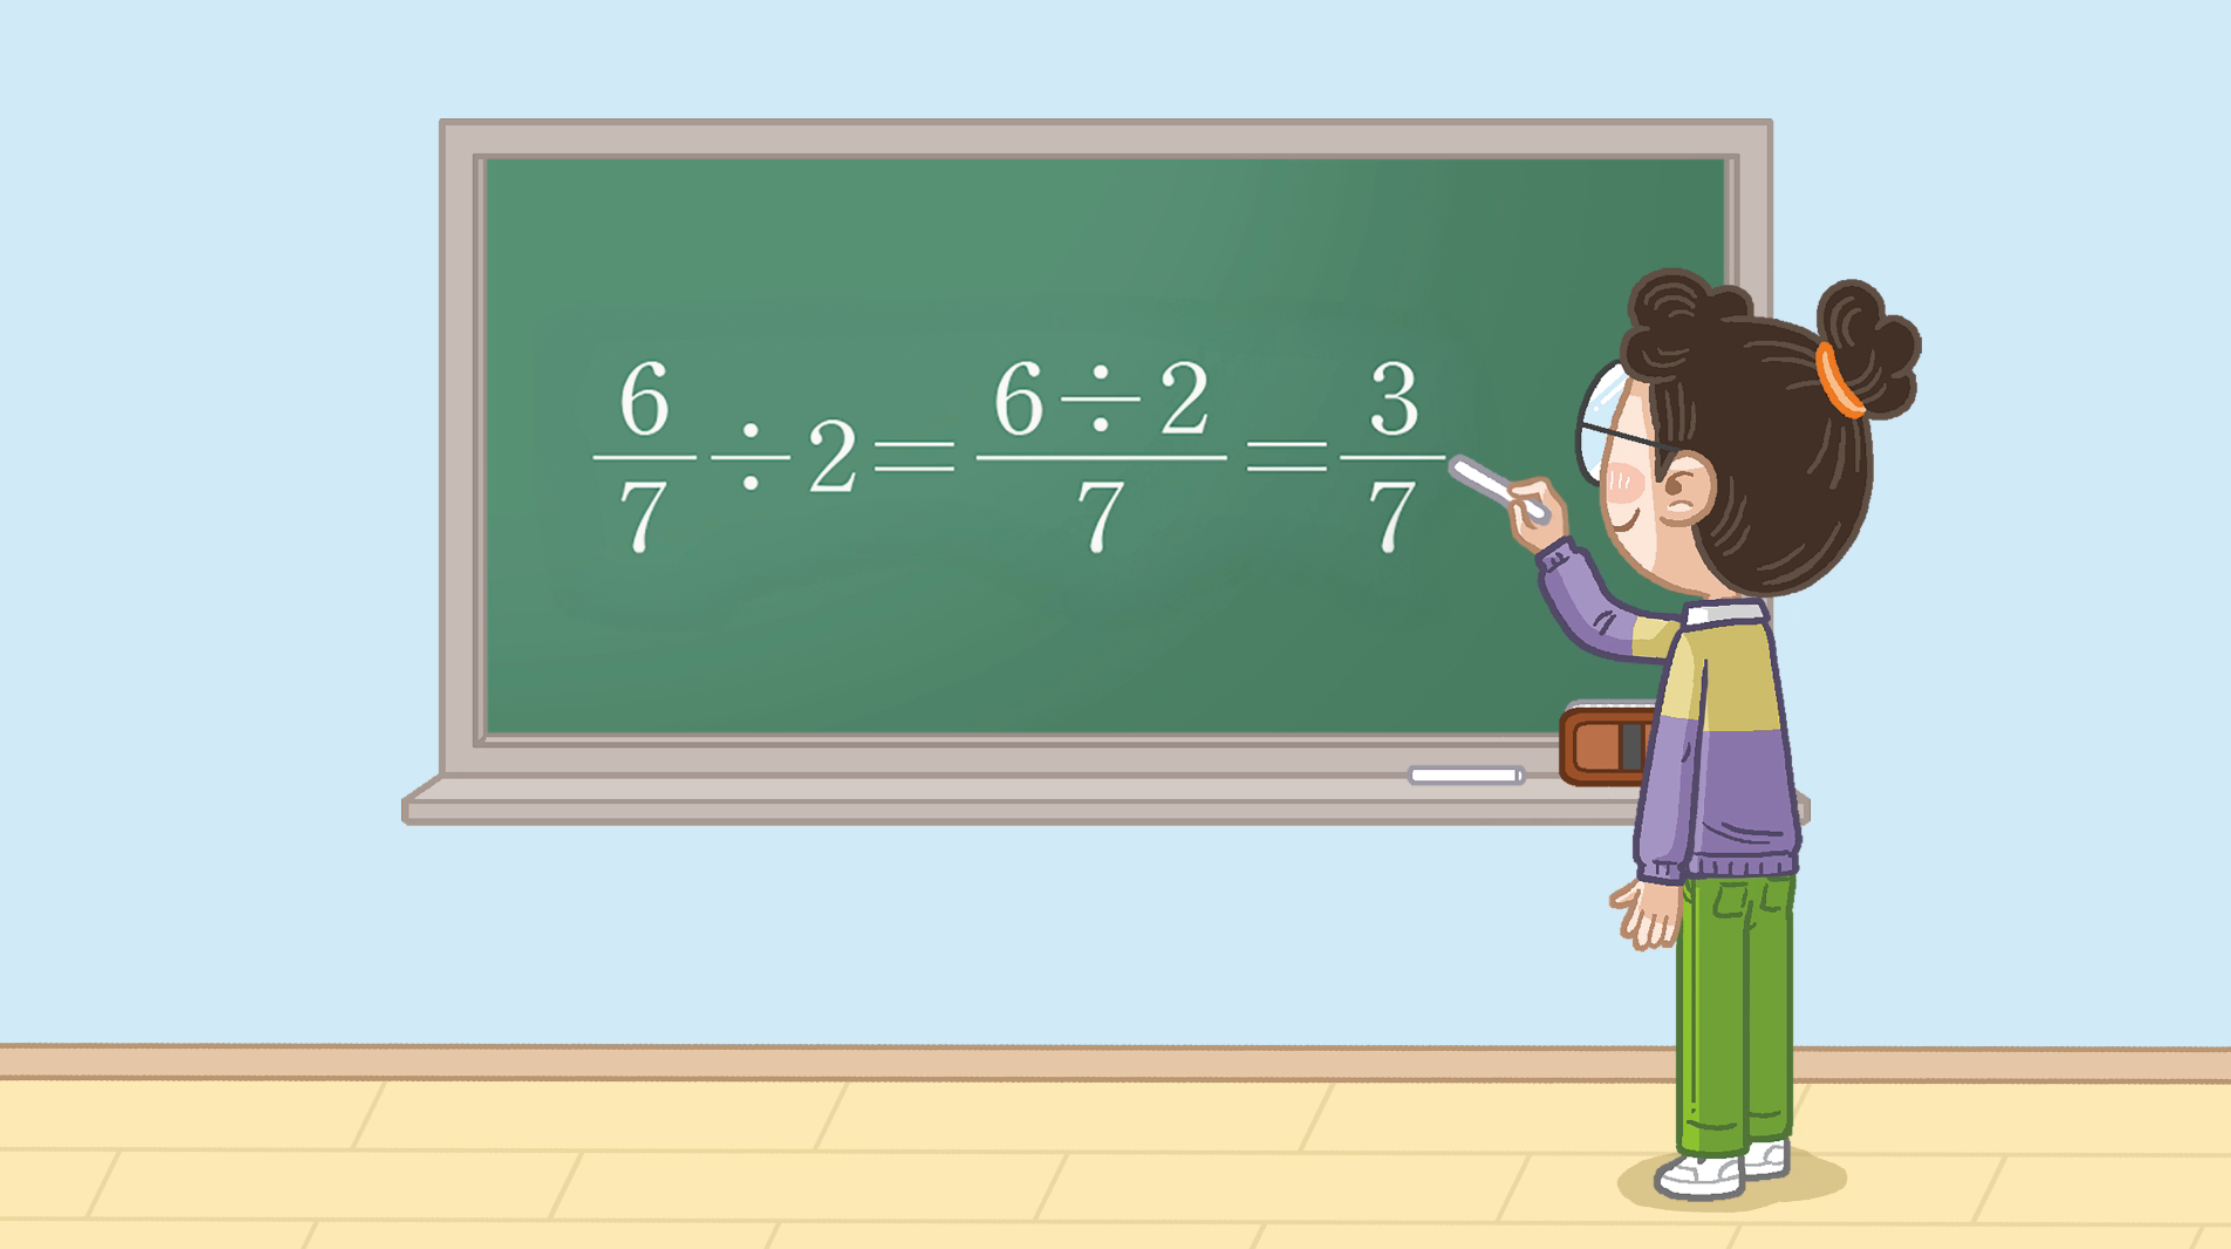 6/7 ÷ 2 = (6 ÷ 2)/7 = 3/7